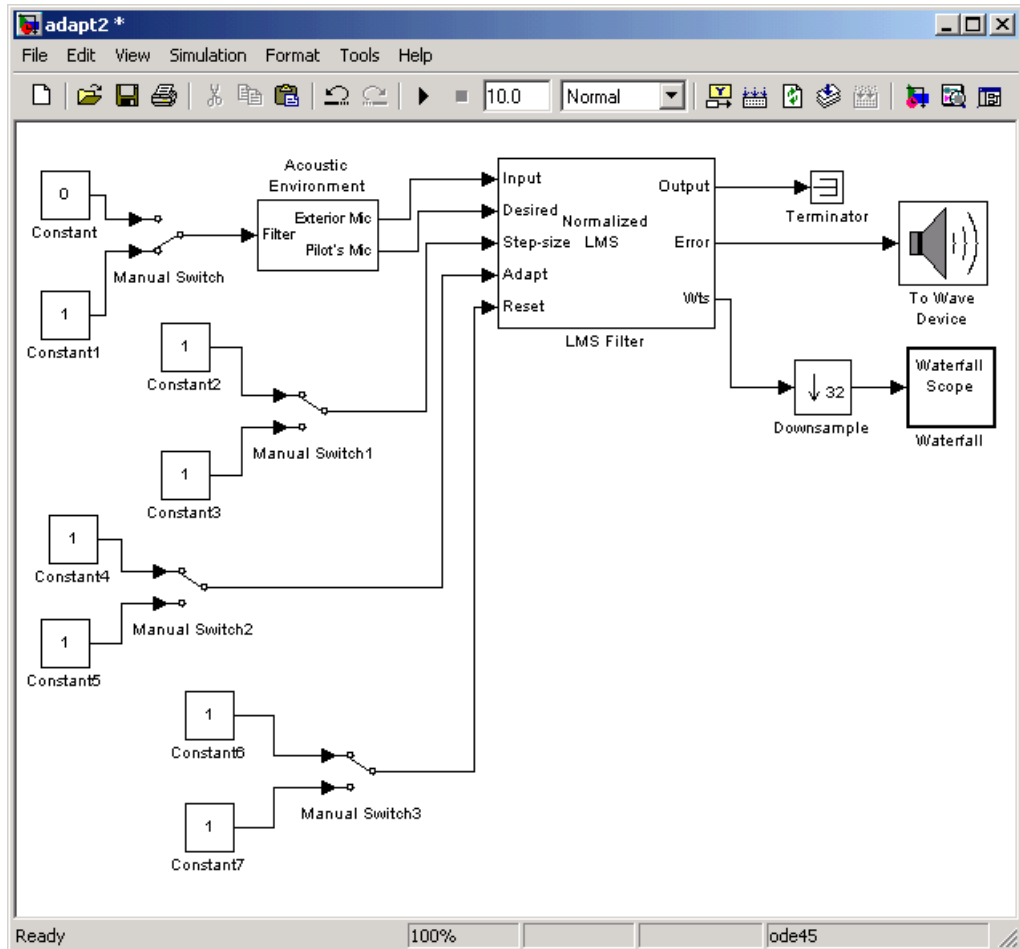 adapt2 *
File Edit View Simulation Format Tools Help
10.0 Normal
Acoustic
Environment
0
Constant
Filter
Exterior Mic
Pilot's Mic
Manual Switch
1
Constant1
Input
Desired
Step-size
Adapt
Reset
Normalized
LMS
Output
Error
Wts
LMS Filter
Terminator
To Wave
Device
1
Constant2
Manual Switch1
1
Constant3
32
Downsample
Waterfall
Scope
Waterfall
1
Constant4
Manual Switch2
1
Constant5
1
Constant6
Manual Switch3
1
Constant7
Ready 100% ode45